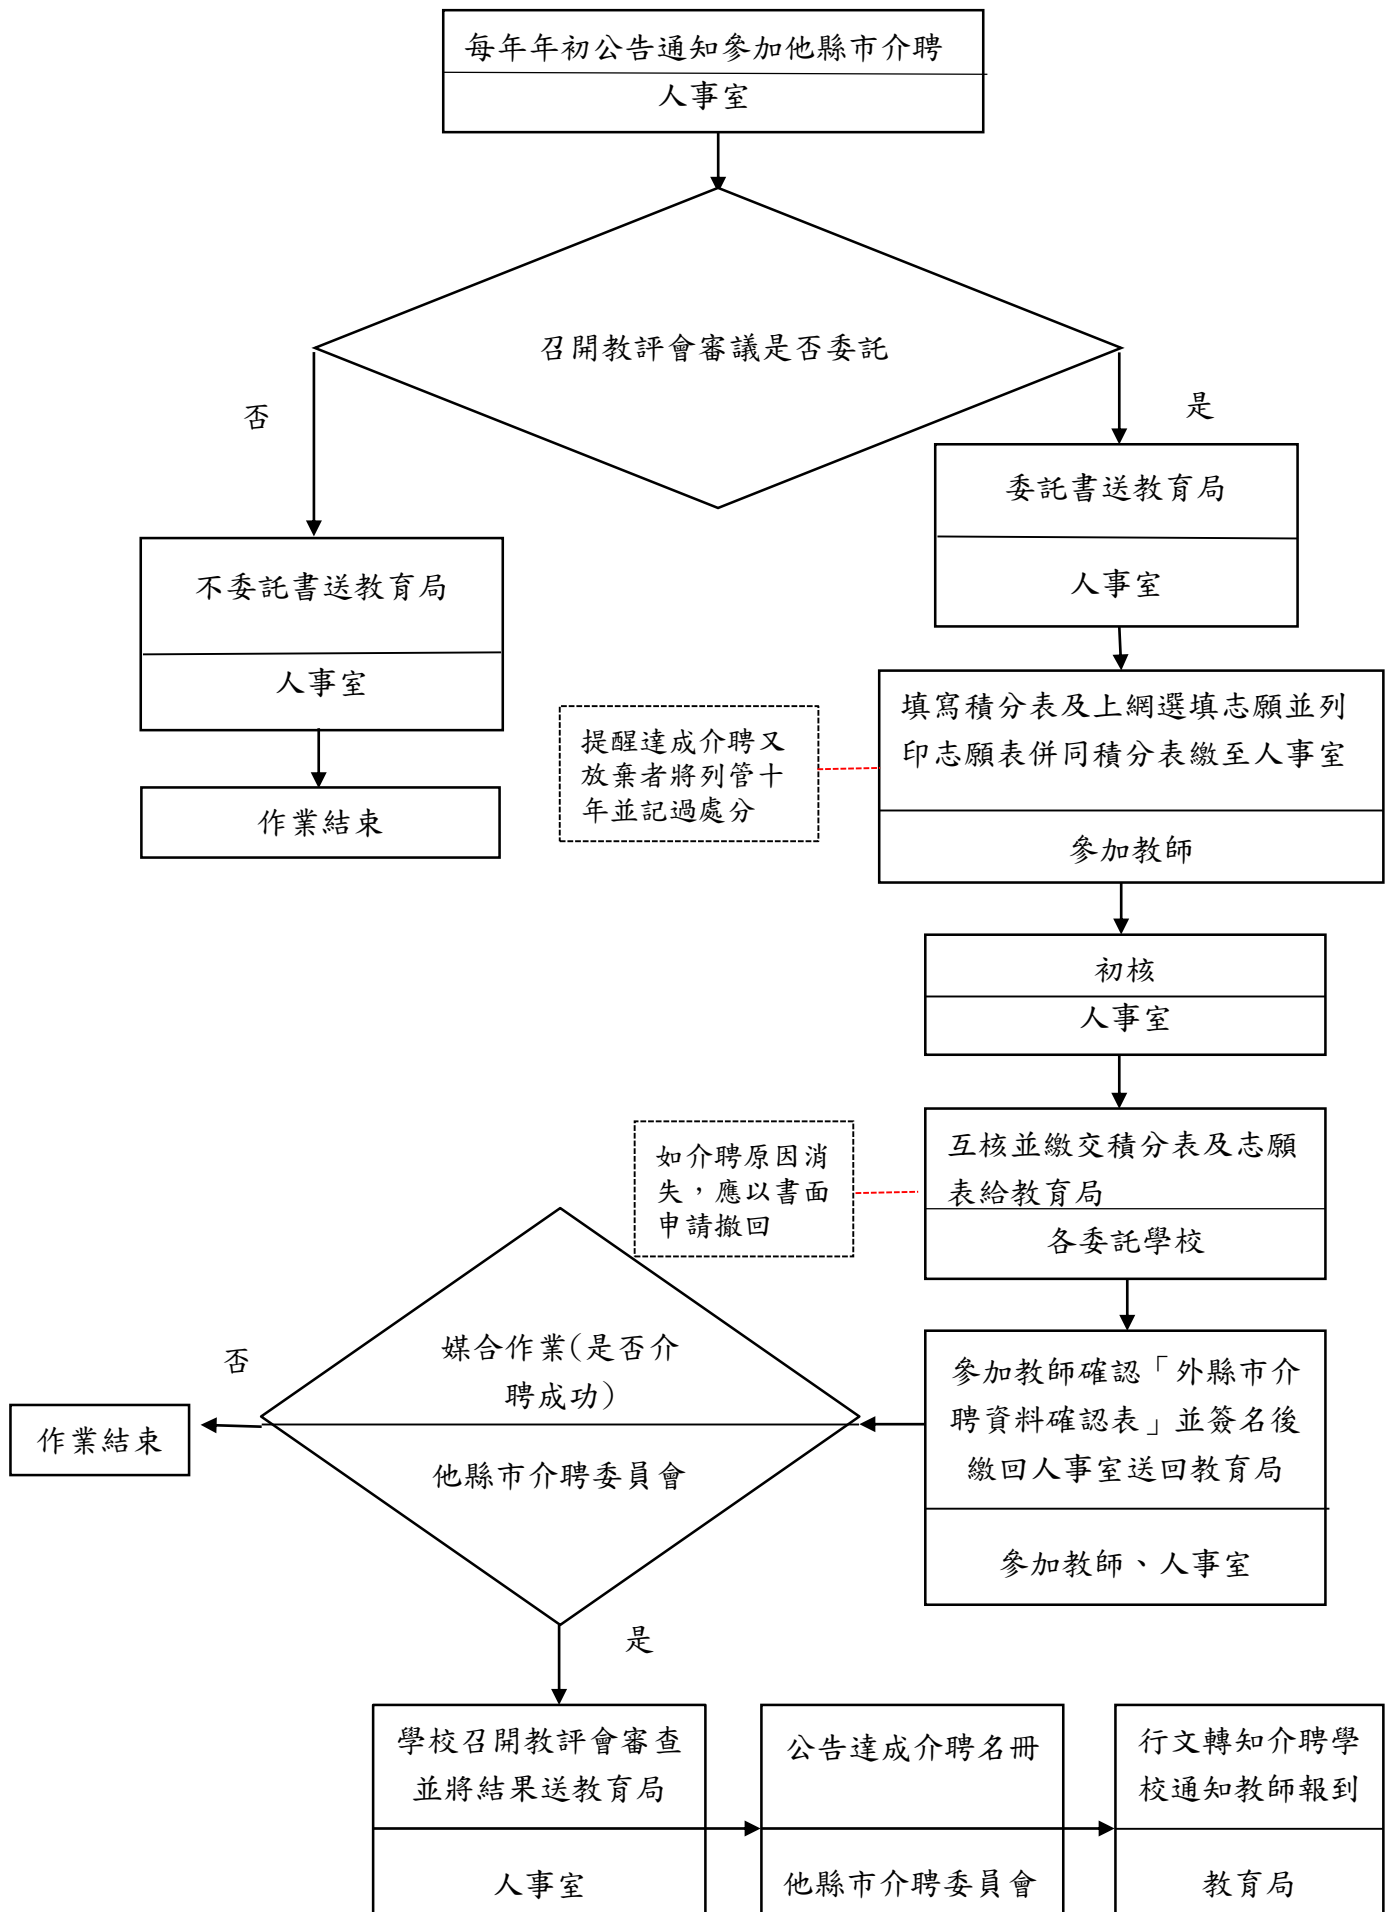 每年年初公告通知參加他縣市介聘
人事室
召開教評會審議是否委託
否
是
委託書送教育局
人事室
不委託書送教育局
人事室
作業結束
填寫積分表及上網選填志願並列
印志願表併同積分表繳至人事室
參加教師
提醒達成介聘又
放棄者將列管十
年並記過處分
初核
人事室
互核並繳交積分表及志願
表給教育局
各委託學校
如介聘原因消
失，應以書面
申請撤回
參加教師確認「外縣市介
聘資料確認表」並簽名後
繳回人事室送回教育局
參加教師、人事室
媒合作業(是否介
聘成功)
他縣市介聘委員會
否
作業結束
是
學校召開教評會審查
並將結果送教育局
人事室
公告達成介聘名冊
他縣市介聘委員會
行文轉知介聘學
校通知教師報到
教育局